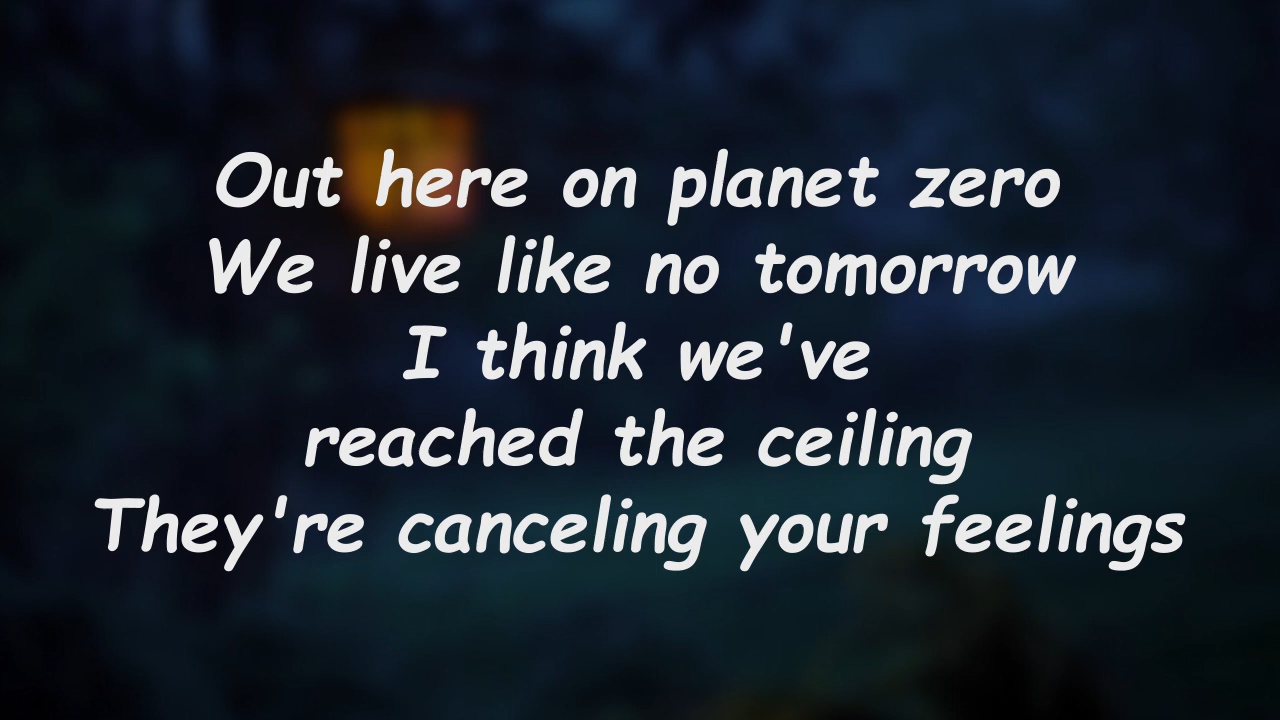 Out here on planet zero
We live like no tomorrow
I think we've
reached the ceiling
They're canceling your feelings